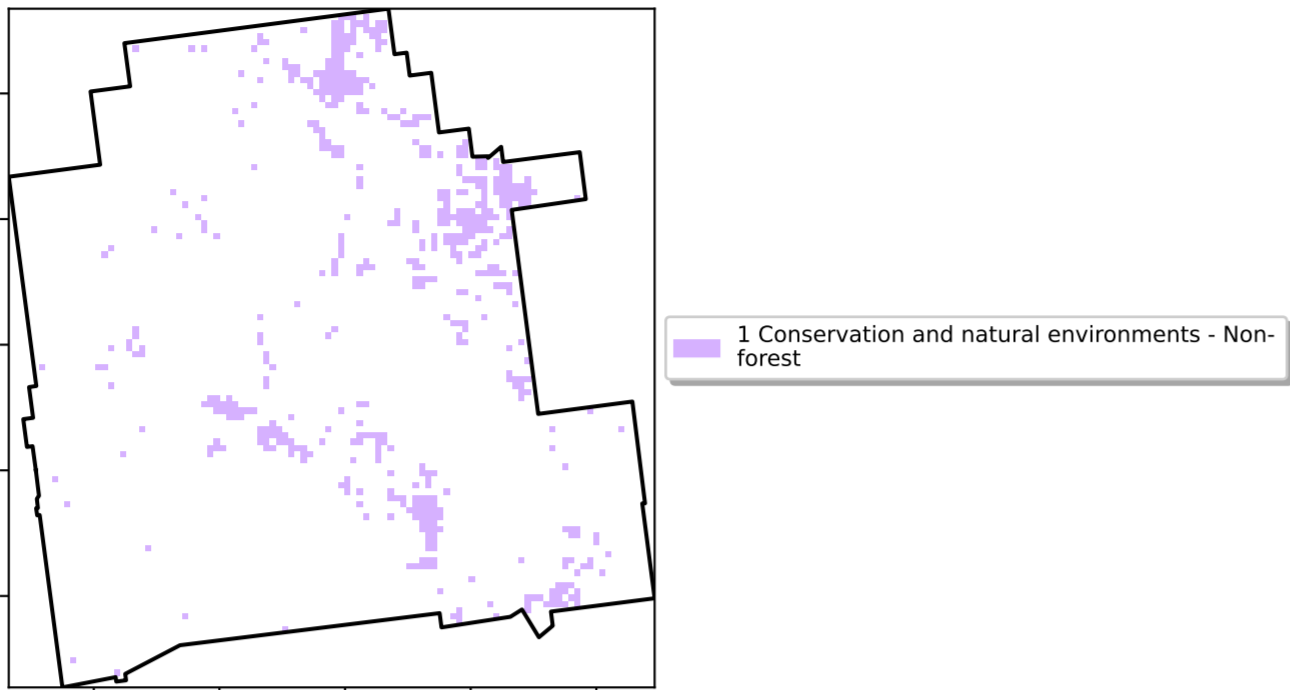 1 Conservation and natural environments - Non-
forest